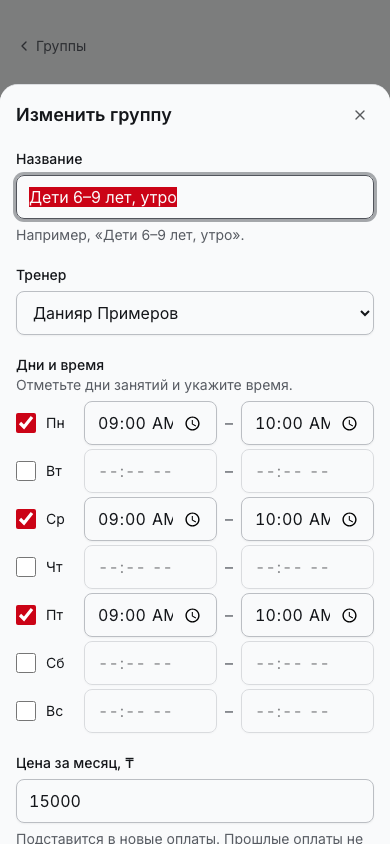 Группы
Изменить группу
Название
Дети 6–9 лет, утро
Например, «Дети 6–9 лет, утро».
Тренер
Данияр Примеров
Дни и время
Отметьте дни занятий и укажите время.
Пн 09:00 AM – 10:00 AM
Вт --:-- -- – --:-- --
Ср 09:00 AM – 10:00 AM
Чт --:-- -- – --:-- --
Пт 09:00 AM – 10:00 AM
Сб --:-- -- – --:-- --
Вс --:-- -- – --:-- --
Цена за месяц, ₸
15000
Подставится в новые оплаты. Прошлые оплаты не